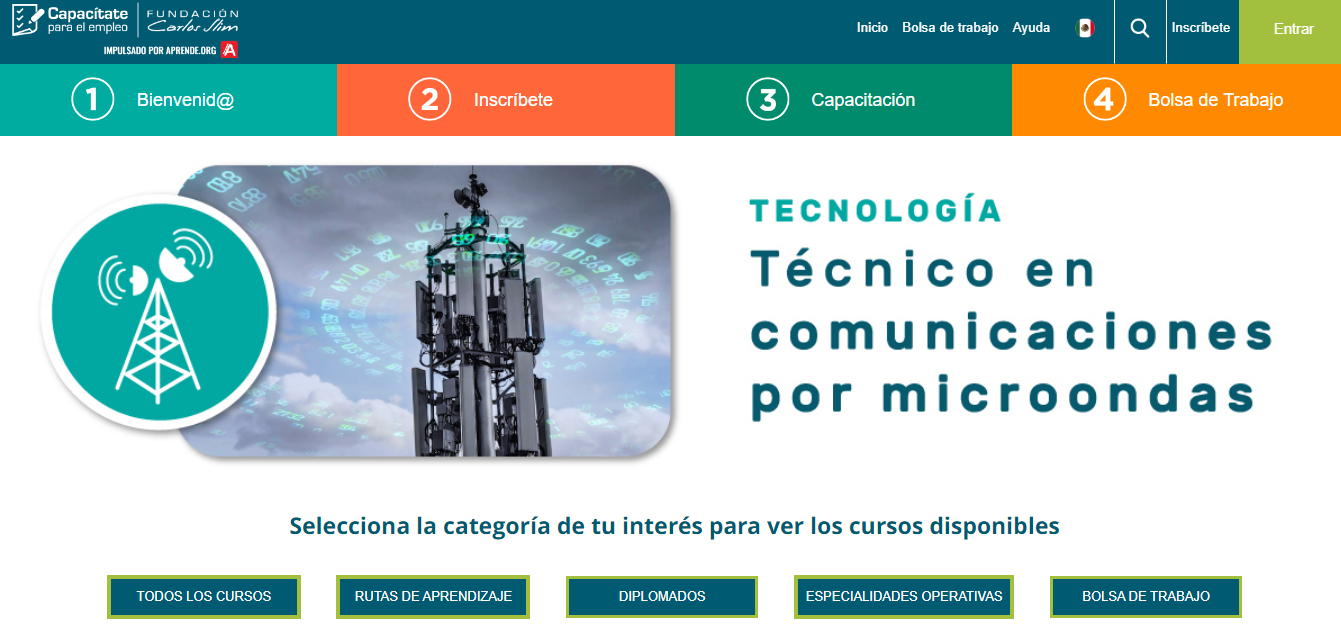 Capacítate
para el empleo
FUNDACIÓN
Carlos Slim
IMPULSADO POR APRENDE.ORG A
Inicio Bolsa de trabajo Ayuda Inscríbete Entrar
1 Bienvenid@
2 Inscríbete
3 Capacitación
4 Bolsa de Trabajo
TECNOLOGÍA
Técnico en
comunicaciones
por microondas
Selecciona la categoría de tu interés para ver los cursos disponibles
TODOS LOS CURSOS
RUTAS DE APRENDIZAJE
DIPLOMADOS
ESPECIALIDADES OPERATIVAS
BOLSA DE TRABAJO